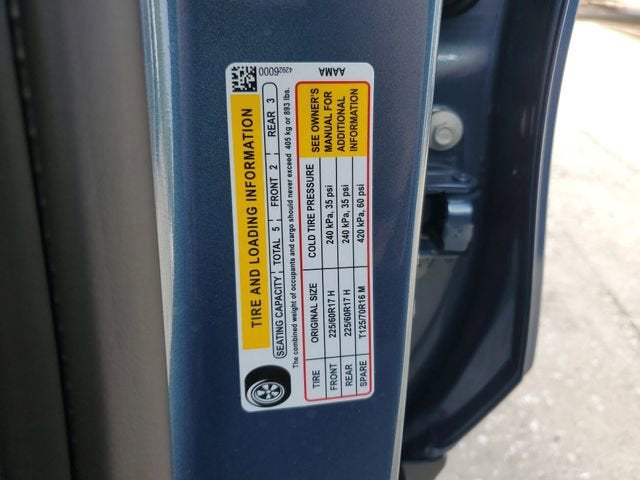 42926000 AAMA
TIRE AND LOADING INFORMATION
SEATING CAPACITY TOTAL 5 FRONT 2 REAR 3
The combined weight of occupants and cargo should never exceed 405 kg or 893 lbs.
TIRE ORIGINAL SIZE COLD TIRE PRESSURE
FRONT 225/60R17 H 240 kPa, 35 psi
REAR 225/60R17 H 240 kPa, 35 psi
SPARE T125/70R16 M 420 kPa, 60 psi
SEE OWNER'S
MANUAL FOR
ADDITIONAL
INFORMATION